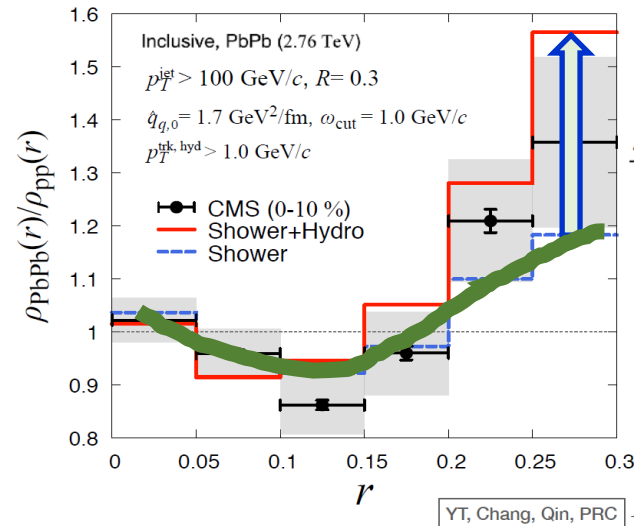 Inclusive, PbPb (2.76 TeV)
p_T^jet > 100 GeV/c, R= 0.3
q̂_q,0 = 1.7 GeV²/fm, ω_cut = 1.0 GeV/c
p_T^trk, hyd > 1.0 GeV/c
CMS (0-10 %)
Shower+Hydro
Shower
ρ_PbPb(r)/ρ_pp(r)
1.6
1.5
1.4
1.3
1.2
1.1
1
0.9
0.8
0 0.05 0.1 0.15 0.2 0.25 0.3
r
YT, Chang, Qin, PRC